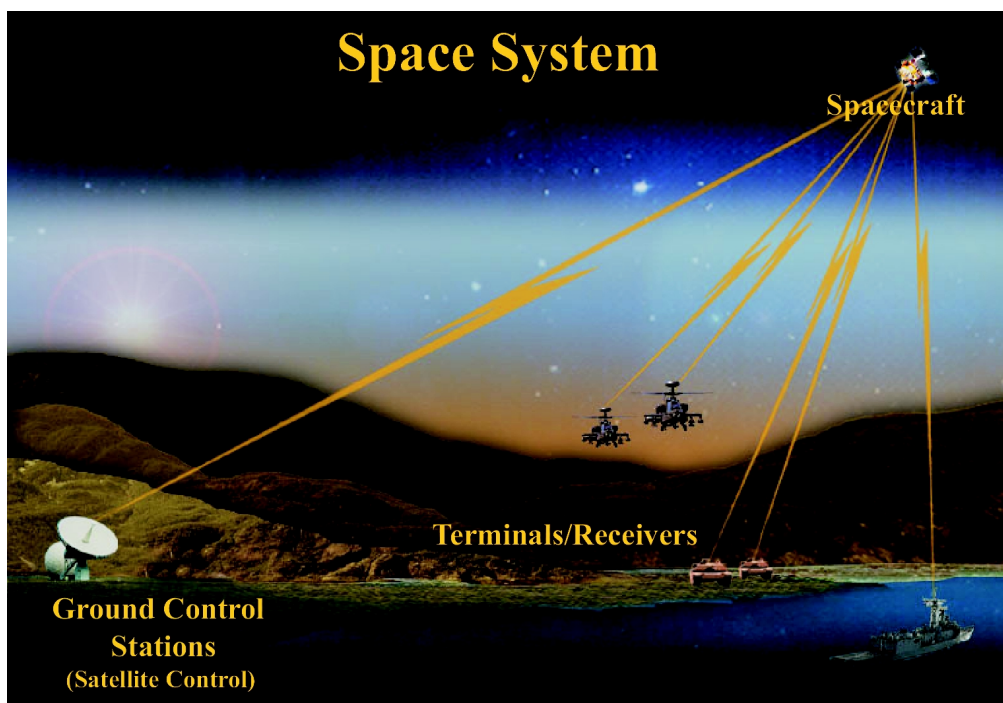 Space System
Spacecraft
Terminals/Receivers
Ground Control
Stations
(Satellite Control)